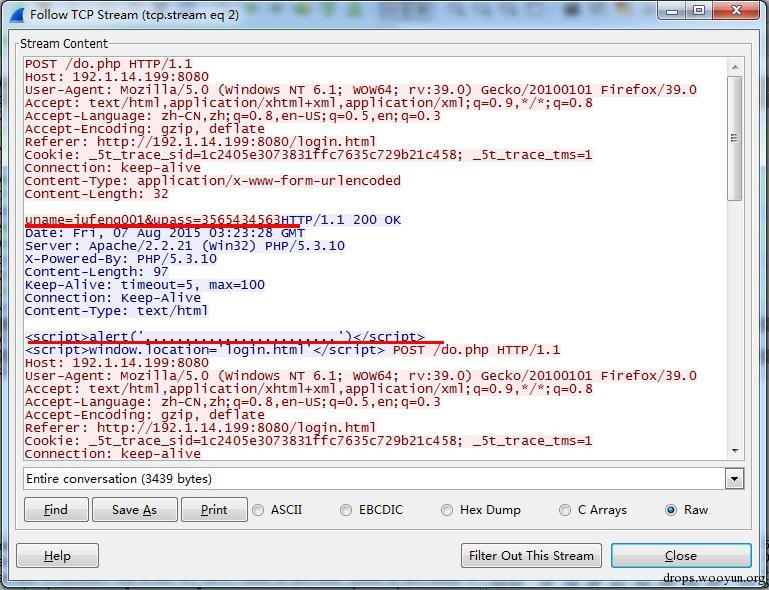 Follow TCP Stream (tcp.stream eq 2)
Stream Content
POST /do.php HTTP/1.1
Host: 192.1.14.199:8080
User-Agent: Mozilla/5.0 (Windows NT 6.1; WOW64; rv:39.0) Gecko/20100101 Firefox/39.0
Accept: text/html,application/xhtml+xml,application/xml;q=0.9,*/*;q=0.8
Accept-Language: zh-CN,zh;q=0.8,en-US;q=0.5,en;q=0.3
Accept-Encoding: gzip, deflate
Referer: http://192.1.14.199:8080/login.html
Cookie: _5t_trace_sid=1c2405e3073831ffc7635c729b21c458; _5t_trace_tms=1
Connection: keep-alive
Content-Type: application/x-www-form-urlencoded
Content-Length: 32
uname=jufeng001&upass=3565434563HTTP/1.1 200 OK
Date: Fri, 07 Aug 2015 03:23:28 GMT
Server: Apache/2.2.21 (Win32) PHP/5.3.10
X-Powered-By: PHP/5.3.10
Content-Length: 97
Keep-Alive: timeout=5, max=100
Connection: Keep-Alive
Content-Type: text/html
<script>alert('........................')</script>
<script>window.location='login.html'</script> POST /do.php HTTP/1.1
Host: 192.1.14.199:8080
User-Agent: Mozilla/5.0 (Windows NT 6.1; WOW64; rv:39.0) Gecko/20100101 Firefox/39.0
Accept: text/html,application/xhtml+xml,application/xml;q=0.9,*/*;q=0.8
Accept-Language: zh-CN,zh;q=0.8,en-US;q=0.5,en;q=0.3
Accept-Encoding: gzip, deflate
Referer: http://192.1.14.199:8080/login.html
Cookie: _5t_trace_sid=1c2405e3073831ffc7635c729b21c458; _5t_trace_tms=1
Connection: keep-alive
Entire conversation (3439 bytes)
Find Save As Print ASCII EBCDIC Hex Dump C Arrays Raw
Help Filter Out This Stream Close
drops.wooyun.org